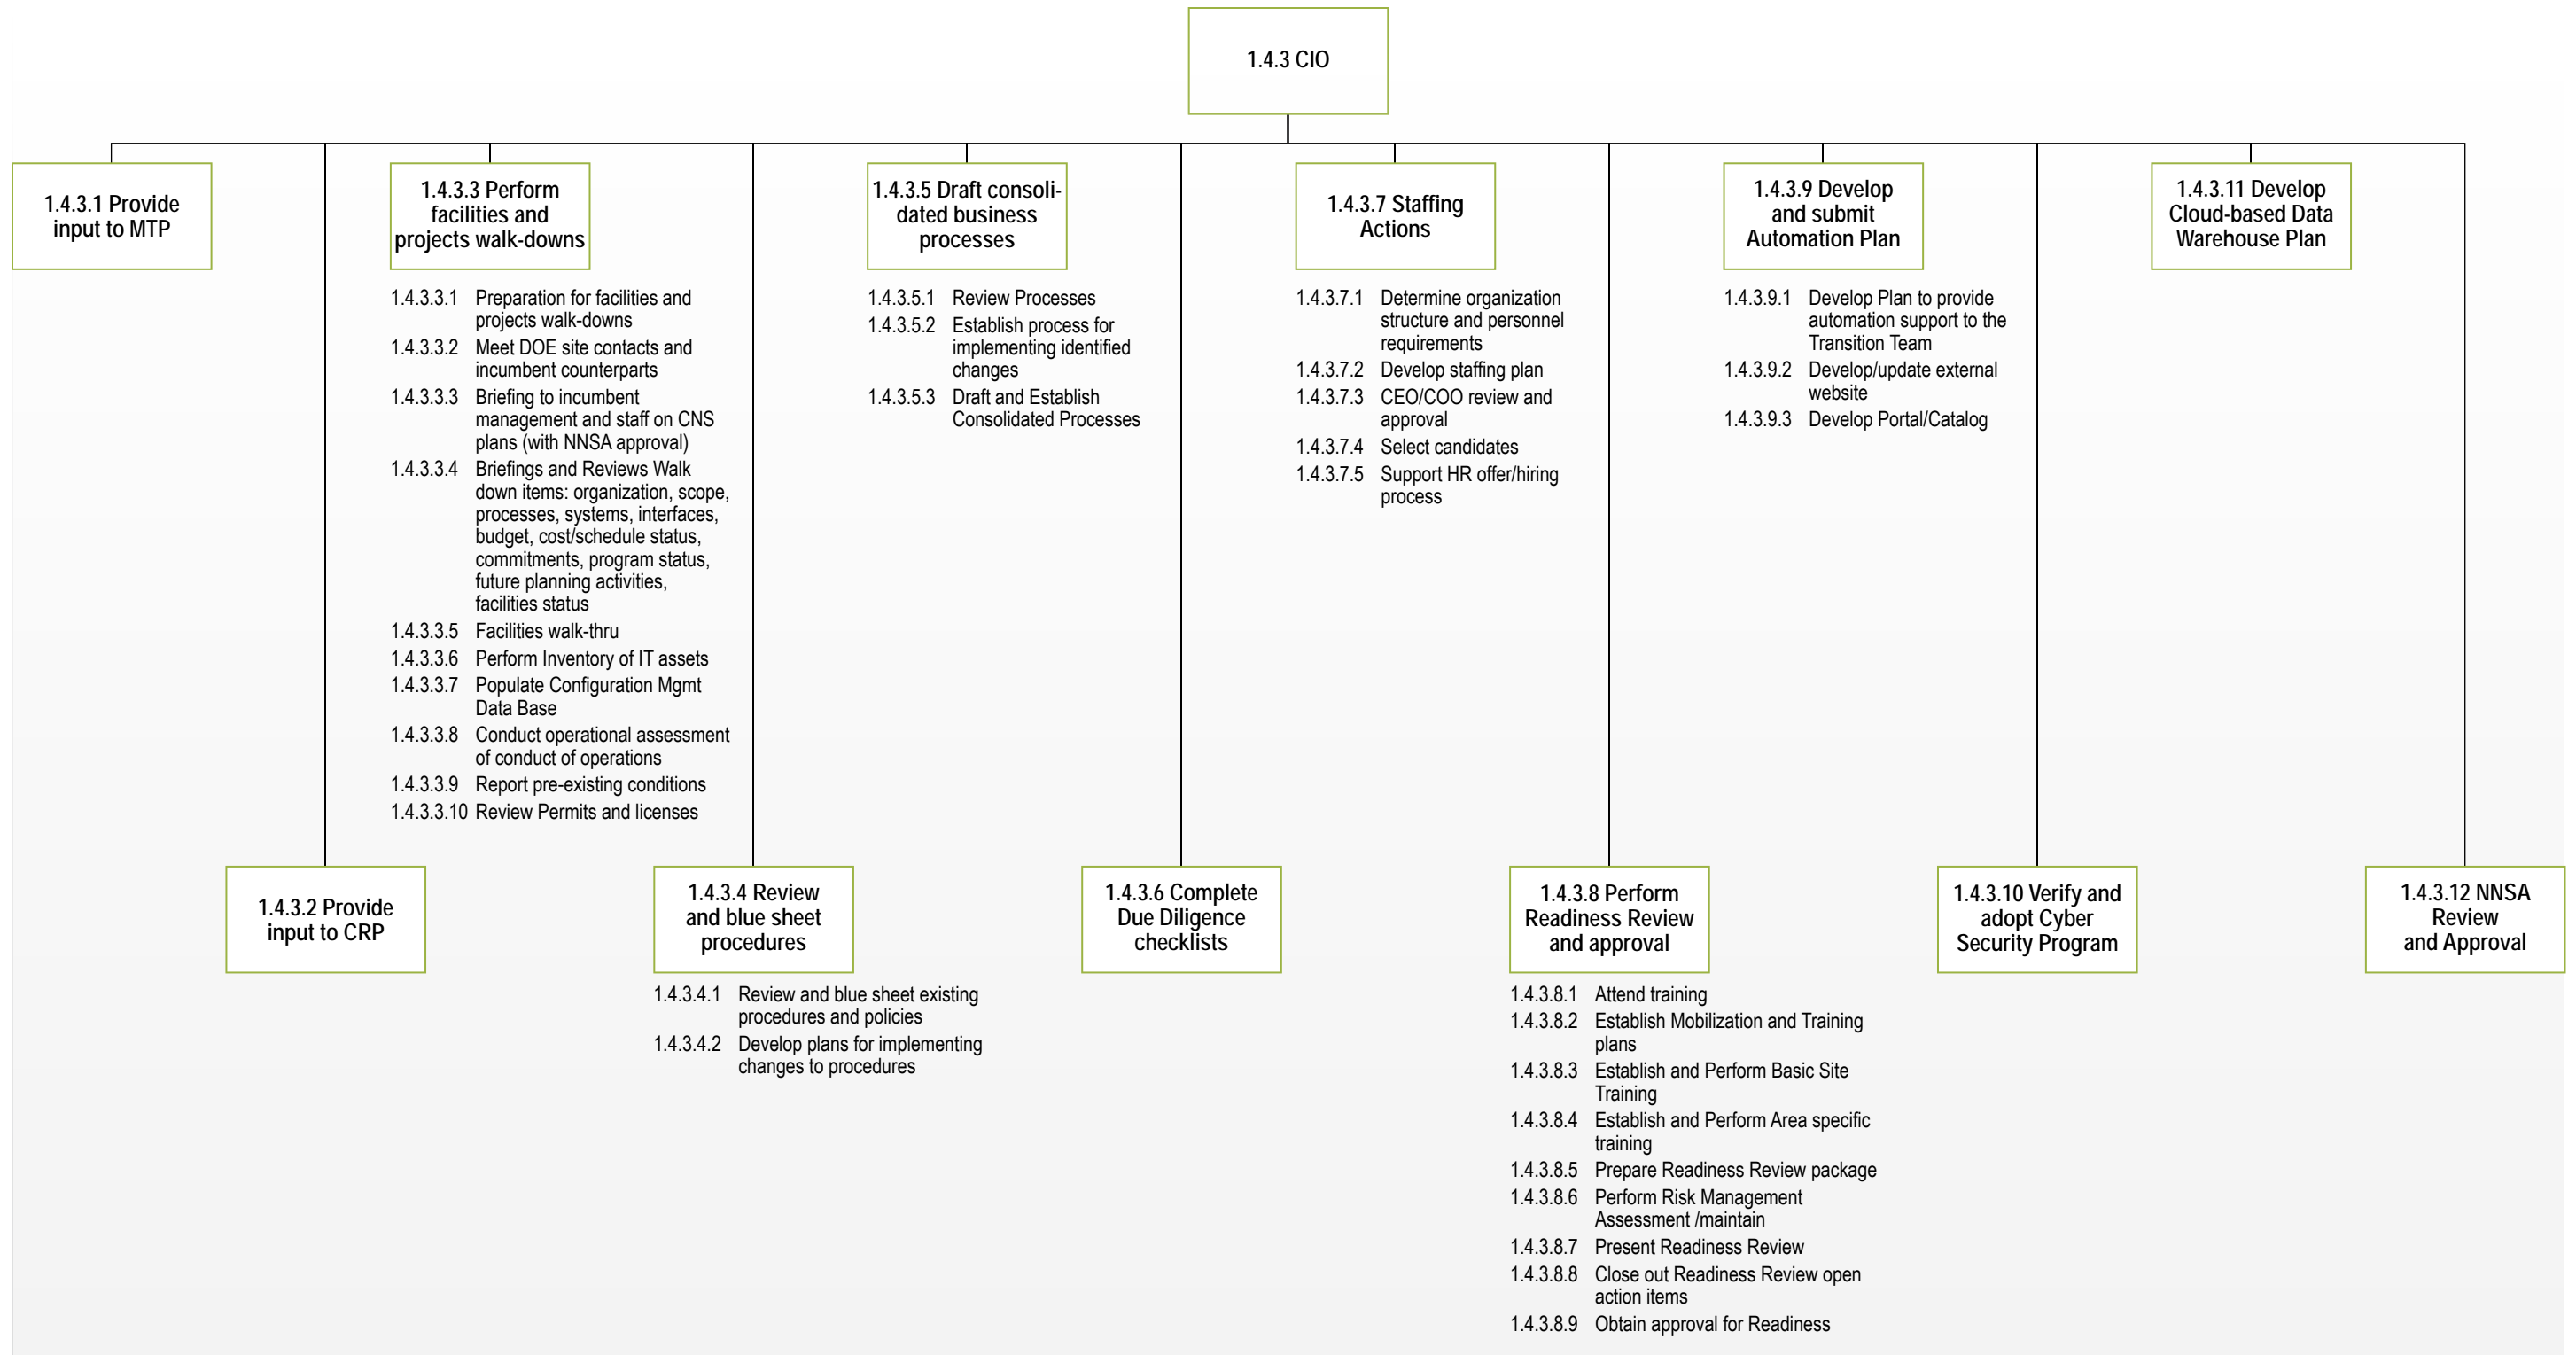 1.4.3 CIO
1.4.3.1 Provide
input to MTP
1.4.3.3 Perform
facilities and
projects walk-downs
1.4.3.3.1 Preparation for facilities and
projects walk-downs
1.4.3.3.2 Meet DOE site contacts and
incumbent counterparts
1.4.3.3.3 Briefing to incumbent
management and staff on CNS
plans (with NNSA approval)
1.4.3.3.4 Briefings and Reviews Walk
down items: organization, scope,
processes, systems, interfaces,
budget, cost/schedule status,
commitments, program status,
future planning activities,
facilities status
1.4.3.3.5 Facilities walk-thru
1.4.3.3.6 Perform Inventory of IT assets
1.4.3.3.7 Populate Configuration Mgmt
Data Base
1.4.3.3.8 Conduct operational assessment
of conduct of operations
1.4.3.3.9 Report pre-existing conditions
1.4.3.3.10 Review Permits and licenses
1.4.3.5 Draft consoli-
dated business
processes
1.4.3.5.1 Review Processes
1.4.3.5.2 Establish process for
implementing identified
changes
1.4.3.5.3 Draft and Establish
Consolidated Processes
1.4.3.7 Staffing
Actions
1.4.3.7.1 Determine organization
structure and personnel
requirements
1.4.3.7.2 Develop staffing plan
1.4.3.7.3 CEO/COO review and
approval
1.4.3.7.4 Select candidates
1.4.3.7.5 Support HR offer/hiring
process
1.4.3.9 Develop
and submit
Automation Plan
1.4.3.9.1 Develop Plan to provide
automation support to the
Transition Team
1.4.3.9.2 Develop/update external
website
1.4.3.9.3 Develop Portal/Catalog
1.4.3.11 Develop
Cloud-based Data
Warehouse Plan
1.4.3.2 Provide
input to CRP
1.4.3.4 Review
and blue sheet
procedures
1.4.3.4.1 Review and blue sheet existing
procedures and policies
1.4.3.4.2 Develop plans for implementing
changes to procedures
1.4.3.6 Complete
Due Diligence
checklists
1.4.3.8 Perform
Readiness Review
and approval
1.4.3.8.1 Attend training
1.4.3.8.2 Establish Mobilization and Training
plans
1.4.3.8.3 Establish and Perform Basic Site
Training
1.4.3.8.4 Establish and Perform Area specific
training
1.4.3.8.5 Prepare Readiness Review package
1.4.3.8.6 Perform Risk Management
Assessment /maintain
1.4.3.8.7 Present Readiness Review
1.4.3.8.8 Close out Readiness Review open
action items
1.4.3.8.9 Obtain approval for Readiness
1.4.3.10 Verify and
adopt Cyber
Security Program
1.4.3.12 NNSA
Review
and Approval